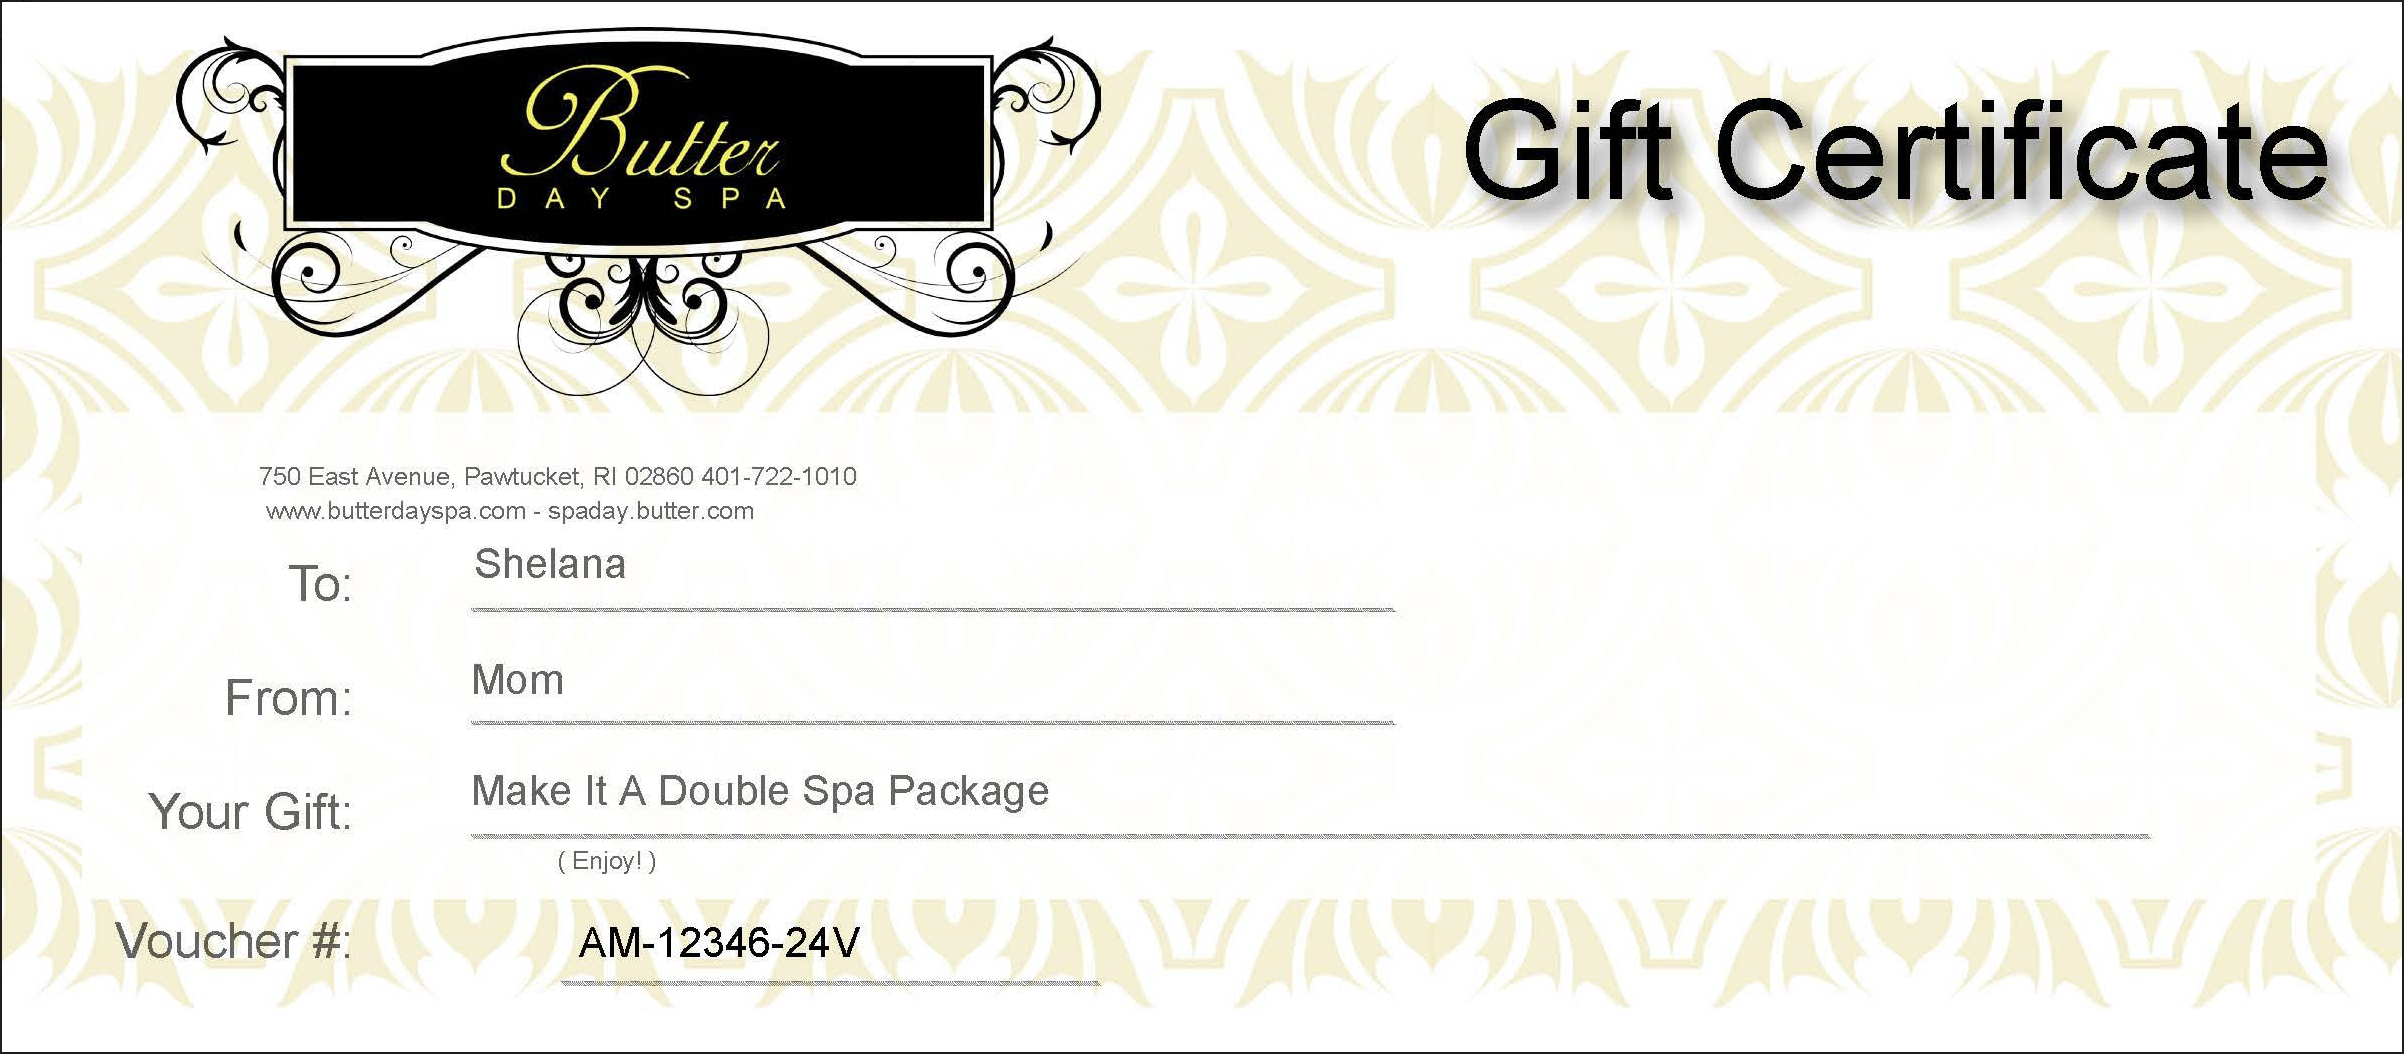 Butter
DAY SPA
Gift Certificate
750 East Avenue, Pawtucket, RI 02860 401-722-1010
www.butterdayspa.com - spaday.butter.com
To: Shelana
From: Mom
Your Gift: Make It A Double Spa Package
( Enjoy! )
Voucher #: AM-12346-24V